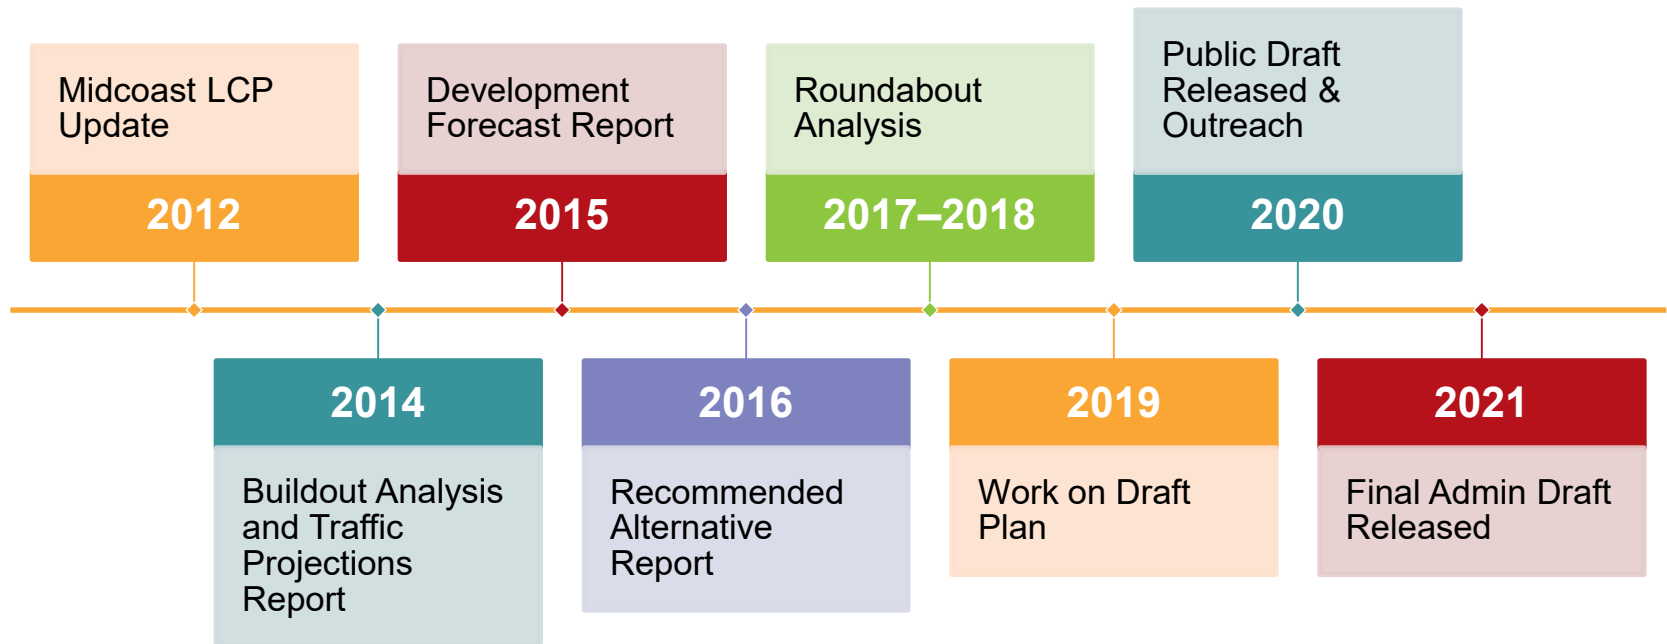 Midcoast LCP
Update
2012
Buildout Analysis
and Traffic
Projections
Report
2014
Development
Forecast Report
2015
Recommended
Alternative
Report
2016
Roundabout
Analysis
2017–2018
Work on Draft
Plan
2019
Public Draft
Released &
Outreach
2020
Final Admin Draft
Released
2021